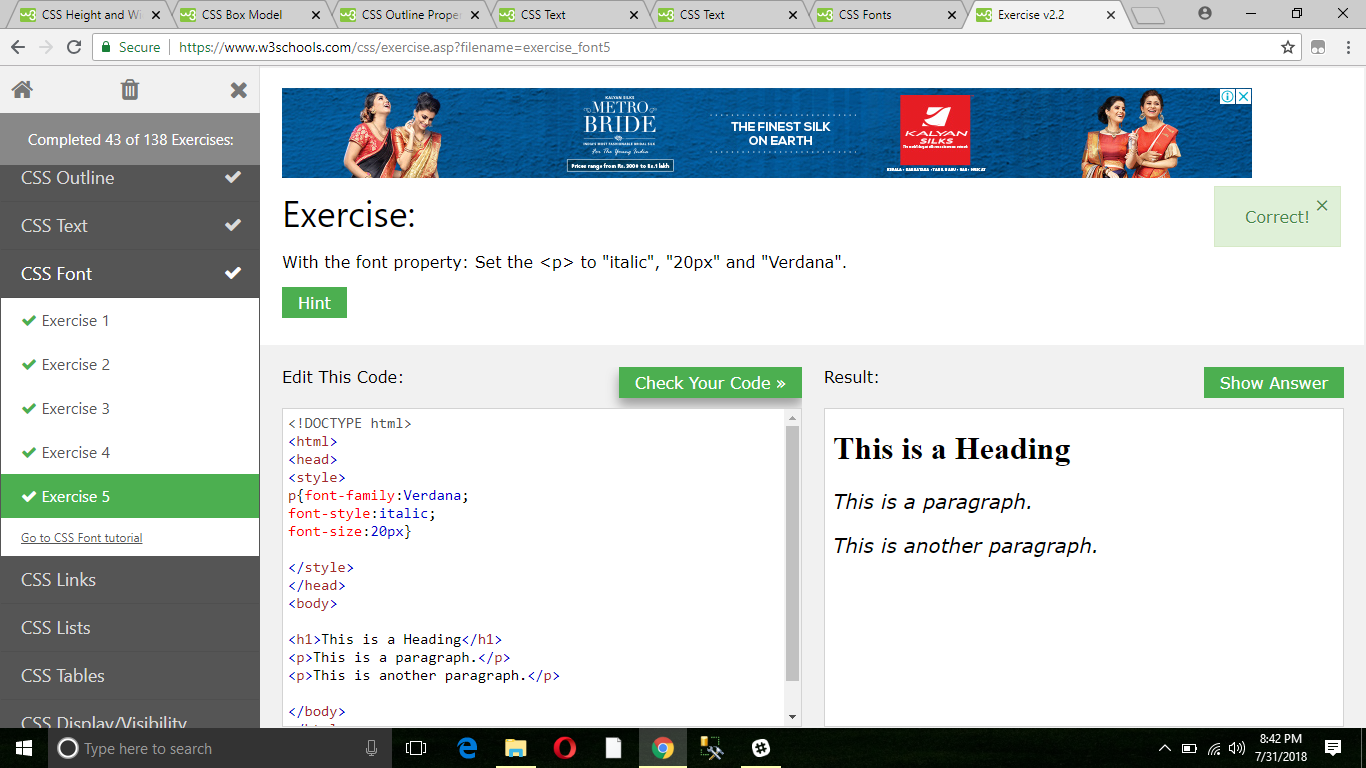 CSS Height and Wi
CSS Box Model
CSS Outline Prope
CSS Text
CSS Text
CSS Fonts
Exercise v2.2
Secure
https://www.w3schools.com/css/exercise.asp?filename=exercise_font5
Completed 43 of 138 Exercises:
CSS Outline
CSS Text
CSS Font
Exercise 1
Exercise 2
Exercise 3
Exercise 4
Exercise 5
Go to CSS Font tutorial
CSS Links
CSS Lists
CSS Tables
CSS Display/Visibility
KALYAN SILKS
METRO
BRIDE
INDIA'S MOST FASHIONABLE BRIDAL SILK
For The Young India
Prices range from Rs. 3000 to Rs. 1 lakh
THE FINEST SILK
ON EARTH
KALYAN
SILKS
KERALA • KARNATAKA • TAMIL NADU • UAE • MUSCAT
Exercise:
Correct!
With the font property: Set the <p> to "italic", "20px" and "Verdana".
Hint
Edit This Code:
Check Your Code »
<!DOCTYPE html>
<html>
<head>
<style>
p{font-family:Verdana;
font-style:italic;
font-size:20px}
</style>
</head>
<body>
<h1>This is a Heading</h1>
<p>This is a paragraph.</p>
<p>This is another paragraph.</p>
</body>
Result:
Show Answer
This is a Heading
This is a paragraph.
This is another paragraph.
Type here to search
8:42 PM
7/31/2018